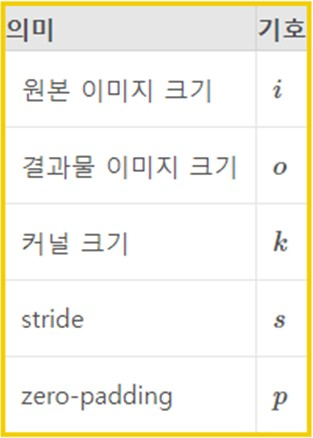 의미 기호
원본 이미지 크기 i
결과물 이미지 크기 o
커널 크기 k
stride s
zero-padding p